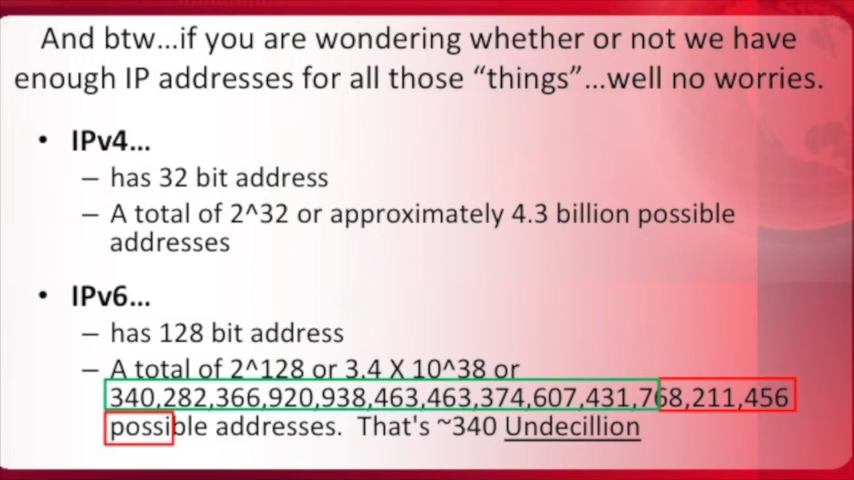 And btw...if you are wondering whether or not we have
enough IP addresses for all those “things”...well no worries.
• IPv4...
– has 32 bit address
– A total of 2^32 or approximately 4.3 billion possible
addresses
• IPv6...
– has 128 bit address
– A total of 2^128 or 3.4 X 10^38 or
340,282,366,920,938,463,463,374,607,431,768,211,456
possible addresses. That's ~340 Undecillion